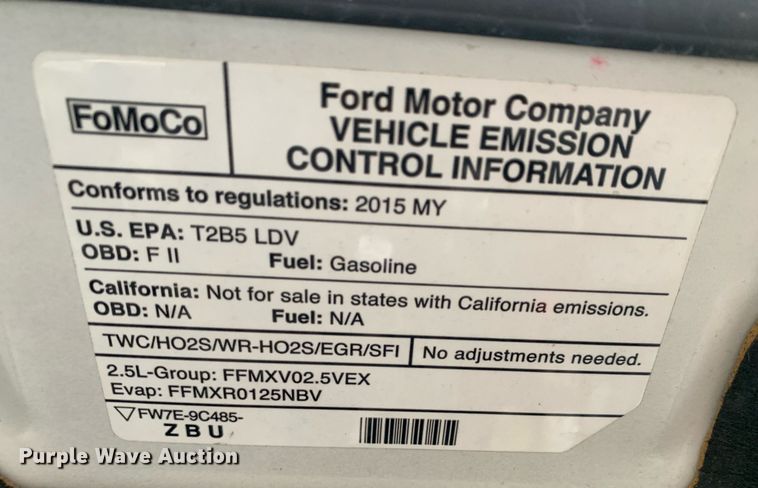 FoMoCo
Ford Motor Company
VEHICLE EMISSION
CONTROL INFORMATION
Conforms to regulations: 2015 MY
U.S. EPA: T2B5 LDV
OBD: F II Fuel: Gasoline
California: Not for sale in states with California emissions.
OBD: N/A Fuel: N/A
TWC/HO2S/WR-HO2S/EGR/SFI No adjustments needed.
2.5L-Group: FFMXV02.5VEX
Evap: FFMXR0125NBV
FW7E-9C485-
Z B U
Purple Wave Auction